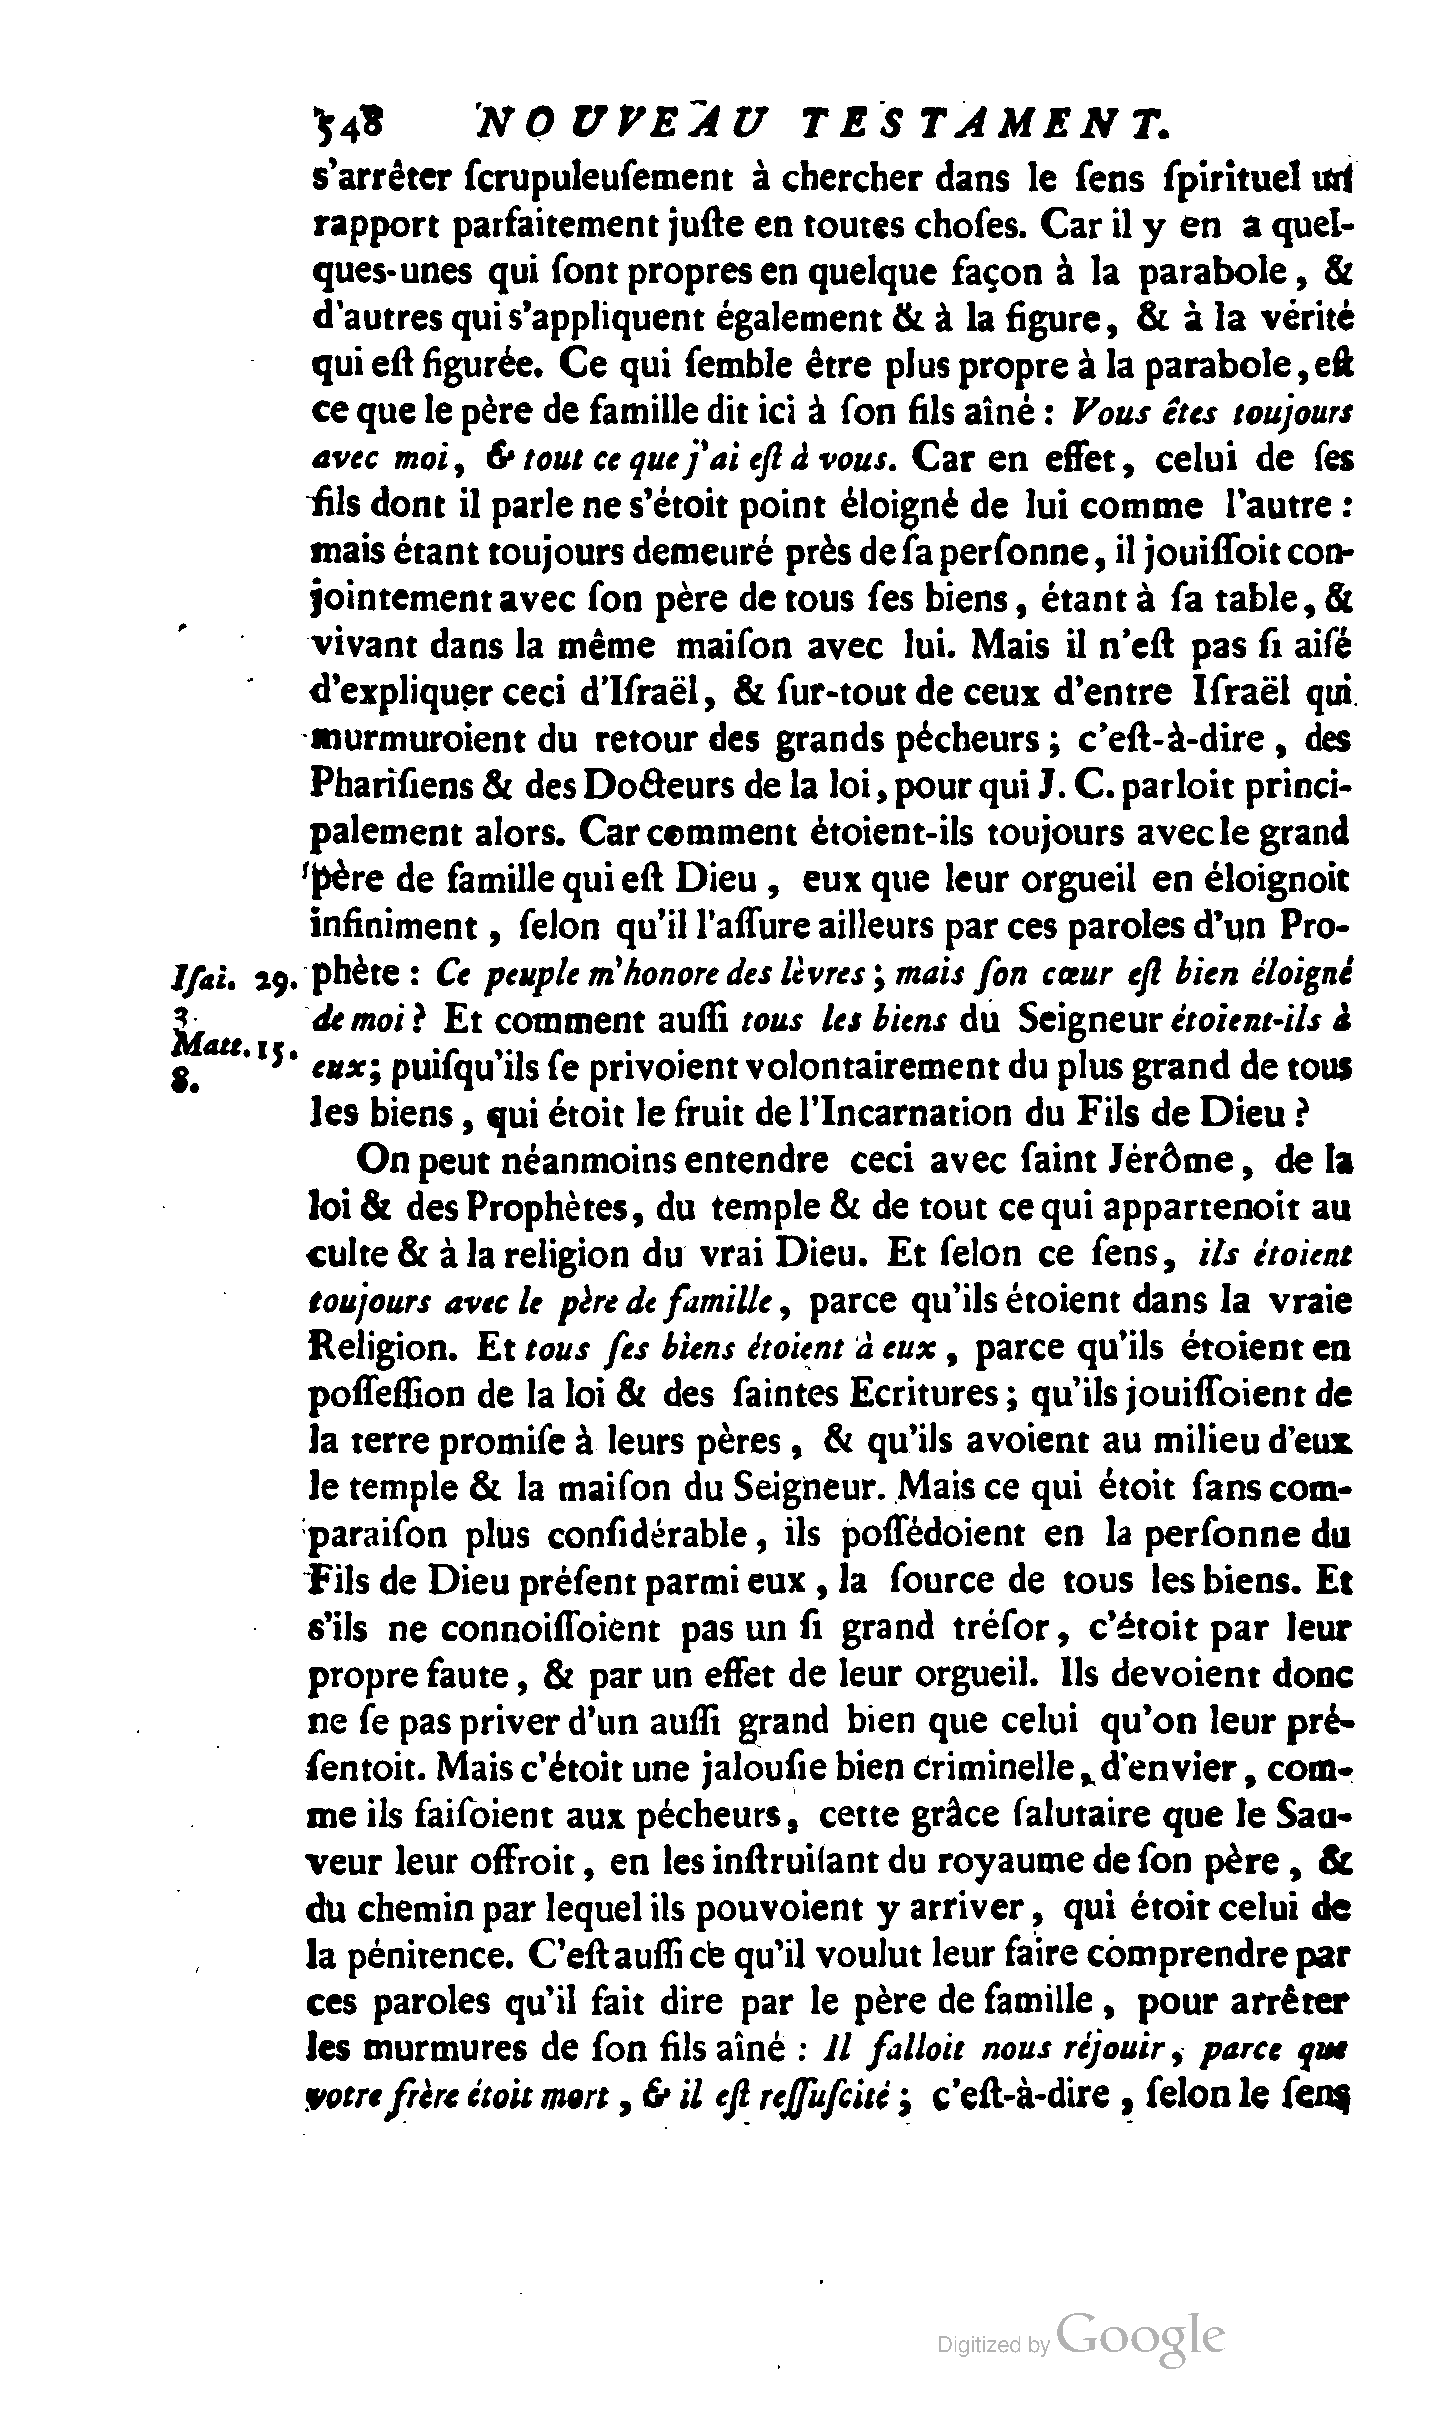 548 NOUVEAU TESTAMENT.
s'arrêter ſcrupuleuſement à chercher dans le ſens ſpirituel un
rapport parfaitement juſte en toutes choſes. Car il y en a quel-
ques-unes qui ſont propres en quelque façon à la parabole, &
d'autres qui s'appliquent également & à la figure, & à la vérité
qui eſt figurée. Ce qui ſemble être plus propre à la parabole, eſt
ce que le père de famille dit ici à ſon fils aîné : Vous êtes toujours
avec moi, & tout ce que j'ai eſt à vous. Car en effet, celui de ſes
fils dont il parle ne s'étoit point éloigné de lui comme l'autre :
mais étant toujours demeuré près de ſa perſonne, il jouiſſoit con-
jointement avec ſon père de tous ſes biens, étant à ſa table, &
vivant dans la même maiſon avec lui. Mais il n'eſt pas ſi aiſé
d'expliquer ceci d'Iſraël, & ſur-tout de ceux d'entre Iſraël qui
murmuroient du retour des grands pécheurs ; c'eſt-à-dire, des
Phariſiens & des Docteurs de la loi, pour qui J. C. parloit princi-
palement alors. Car comment étoient-ils toujours avec le grand
père de famille qui eſt Dieu, eux que leur orgueil en éloignoit
infiniment, ſelon qu'il l'aſſure ailleurs par ces paroles d'un Pro-
Iſai. 29. phète : Ce peuple m'honore des lèvres ; mais ſon cœur eſt bien éloigné
3. de moi ? Et comment auſſi tous les biens du Seigneur étoient-ils à
Matt. 15. eux ; puiſqu'ils ſe privoient volontairement du plus grand de tous
8.
les biens, qui étoit le fruit de l'Incarnation du Fils de Dieu ?
On peut néanmoins entendre ceci avec ſaint Jérôme, de la
loi & des Prophètes, du temple & de tout ce qui appartenoit au
culte & à la religion du vrai Dieu. Et ſelon ce ſens, ils étoient
toujours avec le père de famille, parce qu'ils étoient dans la vraie
Religion. Et tous ſes biens étoient à eux, parce qu'ils étoient en
poſſeſſion de la loi & des ſaintes Ecritures ; qu'ils jouiſſoient de
la terre promiſe à leurs pères, & qu'ils avoient au milieu d'eux
le temple & la maiſon du Seigneur. Mais ce qui étoit ſans com-
paraiſon plus conſidérable, ils poſſédoient en la perſonne du
Fils de Dieu préſent parmi eux, la ſource de tous les biens. Et
s'ils ne connoiſſoient pas un ſi grand tréſor, c'étoit par leur
propre faute, & par un effet de leur orgueil. Ils devoient donc
ne ſe pas priver d'un auſſi grand bien que celui qu'on leur pré-
ſentoit. Mais c'étoit une jalouſie bien criminelle, d'envier, com-
me ils faiſoient aux pécheurs, cette grâce ſalutaire que le Sau-
veur leur offroit, en les inſtruiſant du royaume de ſon père, &
du chemin par lequel ils pouvoient y arriver, qui étoit celui de
la pénitence. C'eſt auſſi ce qu'il voulut leur faire comprendre par
ces paroles qu'il fait dire par le père de famille, pour arrêter
les murmures de ſon fils aîné : Il falloit nous réjouir, parce que
votre frère étoit mort, & il eſt reſſuſcité ; c'eſt-à-dire, ſelon le ſens
Digitized by Google